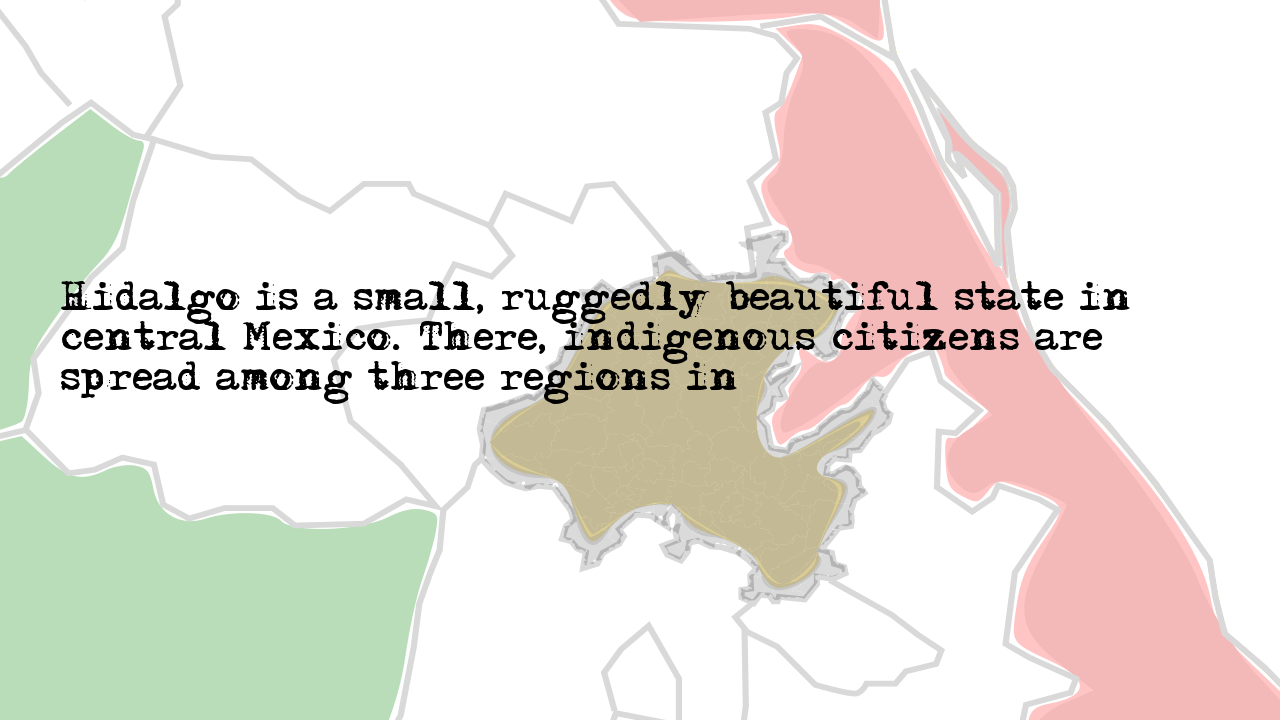 Hidalgo is a small, ruggedly beautiful state in
central Mexico. There, indigenous citizens are
spread among three regions in